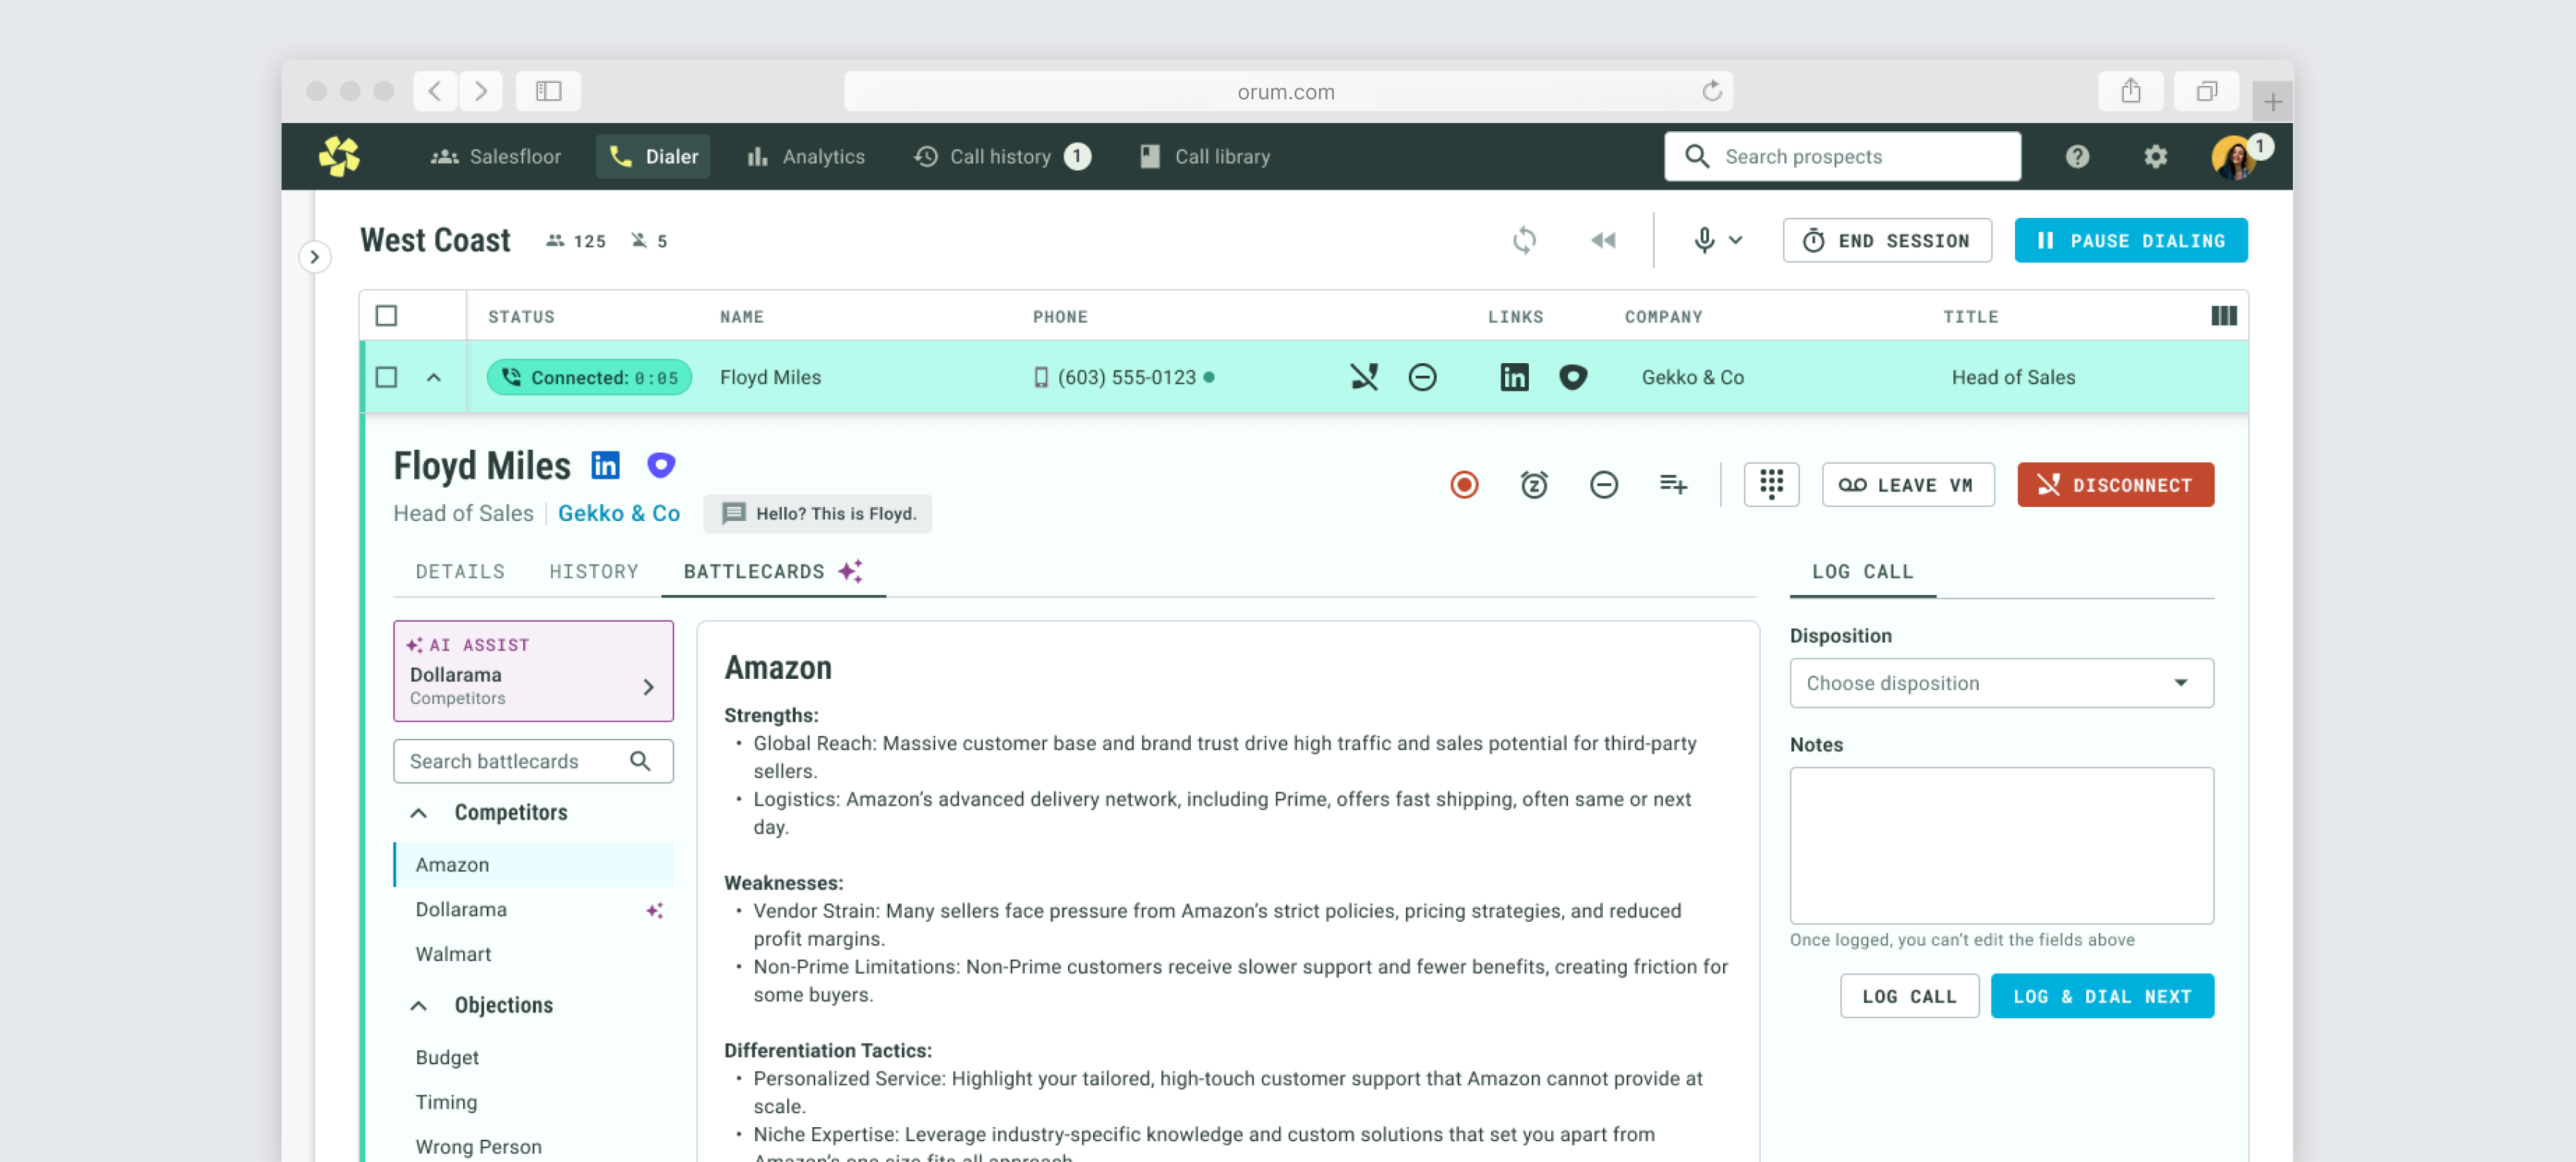 orum.com
Salesfloor
Dialer
Analytics
Call history 1
Call library
Search prospects
1
West Coast 125 5
END SESSION
PAUSE DIALING
STATUS NAME PHONE LINKS COMPANY TITLE
Connected: 0:05 Floyd Miles (603) 555-0123 in Gekko & Co Head of Sales
Floyd Miles in
Head of Sales Gekko & Co Hello? This is Floyd.
LEAVE VM
DISCONNECT
DETAILS HISTORY BATTLECARDS
AI ASSIST
Dollarama
Competitors
Search battlecards
Competitors
Amazon
Dollarama
Walmart
Objections
Budget
Timing
Wrong Person
Amazon
Strengths:
• Global Reach: Massive customer base and brand trust drive high traffic and sales potential for third-party
sellers.
• Logistics: Amazon’s advanced delivery network, including Prime, offers fast shipping, often same or next
day.
Weaknesses:
• Vendor Strain: Many sellers face pressure from Amazon’s strict policies, pricing strategies, and reduced
profit margins.
• Non-Prime Limitations: Non-Prime customers receive slower support and fewer benefits, creating friction for
some buyers.
Differentiation Tactics:
• Personalized Service: Highlight your tailored, high-touch customer support that Amazon cannot provide at
scale.
• Niche Expertise: Leverage industry-specific knowledge and custom solutions that set you apart from
Amazon’s one size fits all approach
LOG CALL
Disposition
Choose disposition
Notes
Once logged, you can’t edit the fields above
LOG CALL
LOG & DIAL NEXT